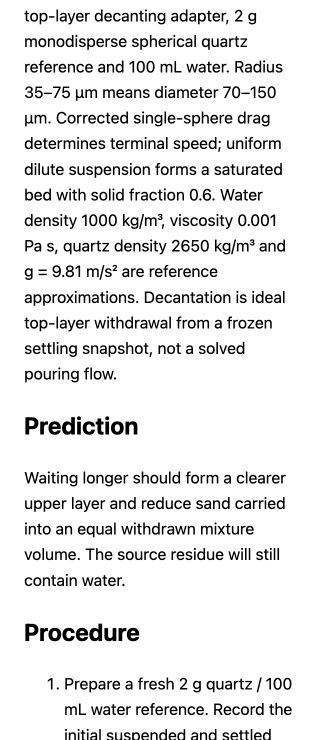 top-layer decanting adapter, 2 g
monodisperse spherical quartz
reference and 100 mL water. Radius
35–75 µm means diameter 70–150
µm. Corrected single-sphere drag
determines terminal speed; uniform
dilute suspension forms a saturated
bed with solid fraction 0.6. Water
density 1000 kg/m³, viscosity 0.001
Pa s, quartz density 2650 kg/m³ and
g = 9.81 m/s² are reference
approximations. Decantation is ideal
top-layer withdrawal from a frozen
settling snapshot, not a solved
pouring flow.
Prediction
Waiting longer should form a clearer
upper layer and reduce sand carried
into an equal withdrawn mixture
volume. The source residue will still
contain water.
Procedure
1. Prepare a fresh 2 g quartz / 100
mL water reference. Record the
initial suspended and settled